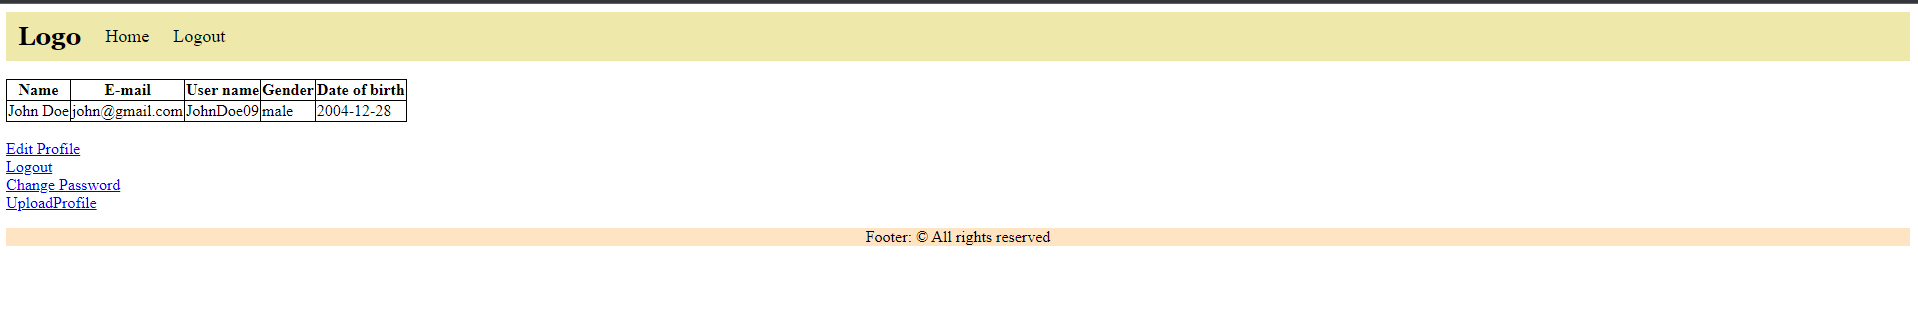 Logo Home Logout
Name E-mail User name Gender Date of birth
John Doe john@gmail.com JohnDoe09 male 2004-12-28
Edit Profile
Logout
Change Password
UploadProfile
Footer: © All rights reserved